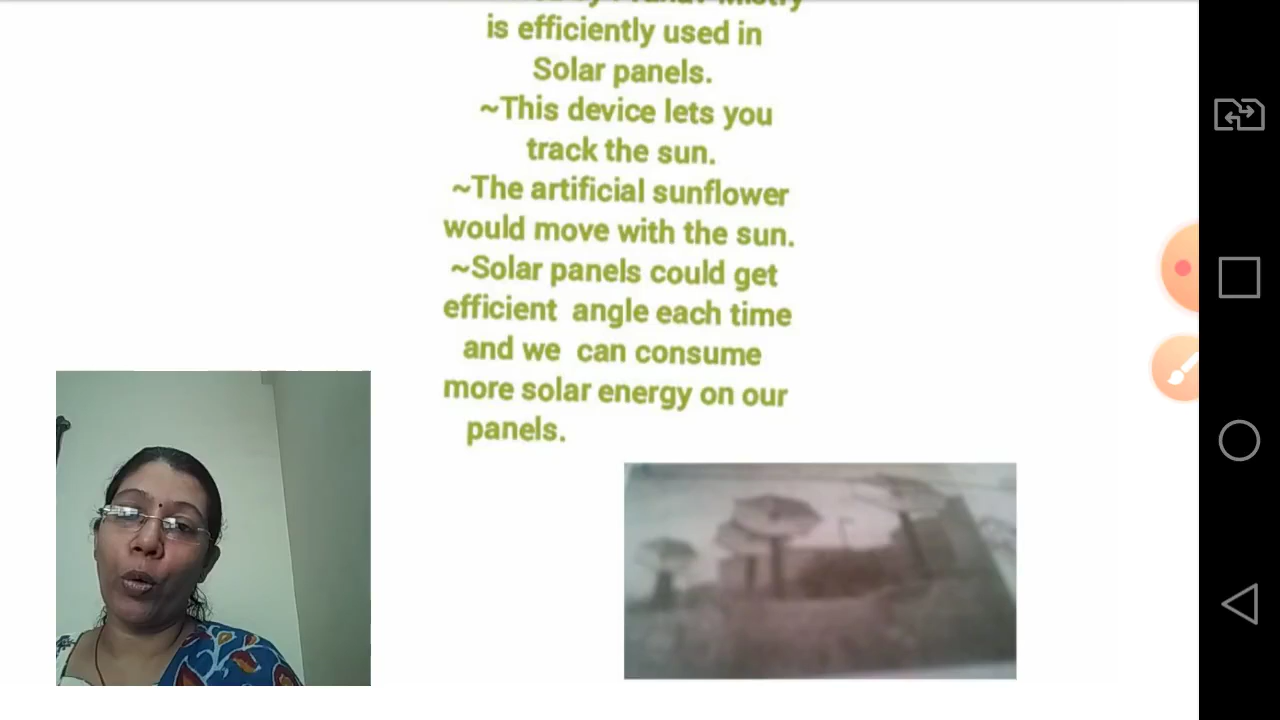 is efficiently used in
Solar panels.
~This device lets you
track the sun.
~The artificial sunflower
would move with the sun.
~Solar panels could get
efficient angle each time
and we can consume
more solar energy on our
panels.